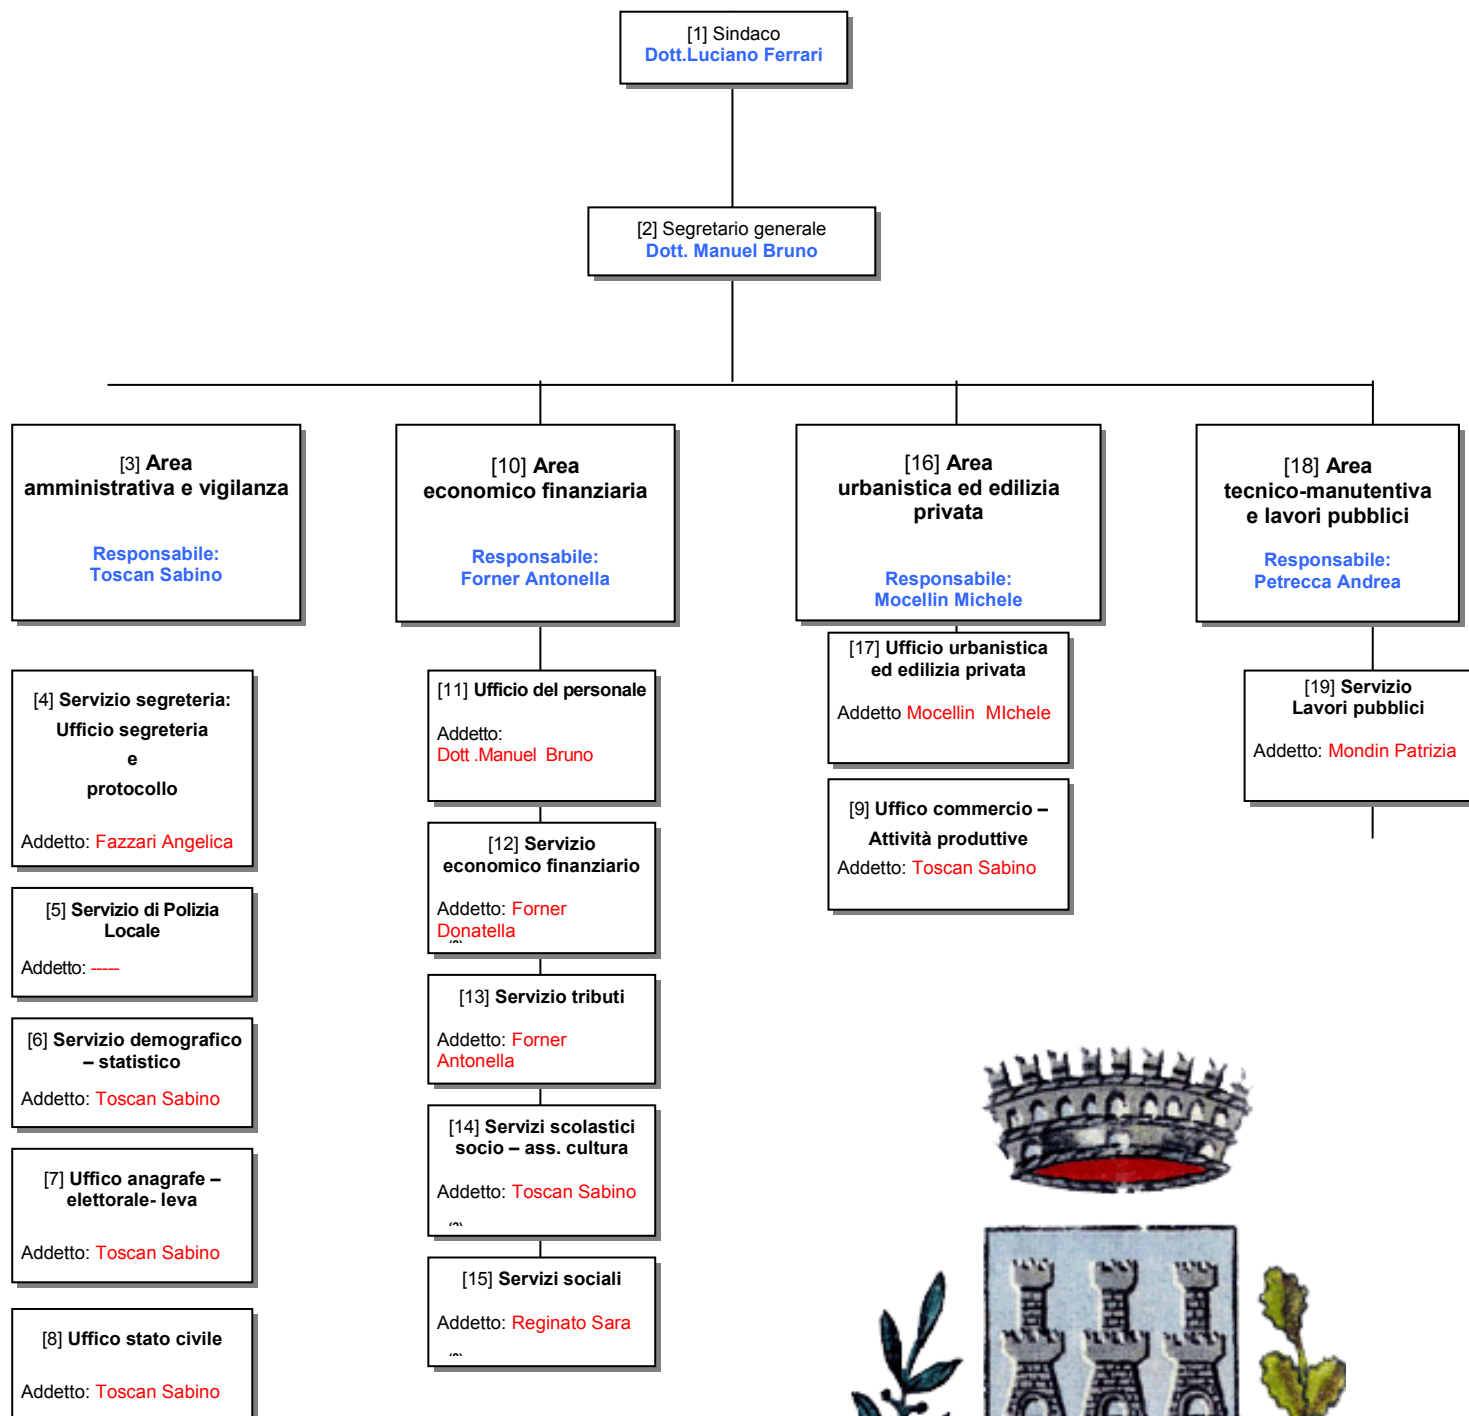 [1] Sindaco
Dott.Luciano Ferrari
[2] Segretario generale
Dott. Manuel Bruno
[3] Area
amministrativa e vigilanza
Responsabile:
Toscan Sabino
[10] Area
economico finanziaria
Responsabile:
Forner Antonella
[16] Area
urbanistica ed edilizia
privata
Responsabile:
Mocellin Michele
[18] Area
tecnico-manutentiva
e lavori pubblici
Responsabile:
Petrecca Andrea
[4] Servizio segreteria:
Ufficio segreteria
e
protocollo
Addetto: Fazzari Angelica
[5] Servizio di Polizia
Locale
Addetto: -----
[6] Servizio demografico
– statistico
Addetto: Toscan Sabino
[7] Uffico anagrafe –
elettorale- leva
Addetto: Toscan Sabino
[8] Uffico stato civile
Addetto: Toscan Sabino
[11] Ufficio del personale
Addetto:
Dott .Manuel Bruno
[12] Servizio
economico finanziario
Addetto: Forner
Donatella
[13] Servizio tributi
Addetto: Forner
Antonella
[14] Servizi scolastici
socio – ass. cultura
Addetto: Toscan Sabino
[15] Servizi sociali
Addetto: Reginato Sara
[17] Ufficio urbanistica
ed edilizia privata
Addetto Mocellin MIchele
[9] Uffico commercio –
Attività produttive
Addetto: Toscan Sabino
[19] Servizio
Lavori pubblici
Addetto: Mondin Patrizia